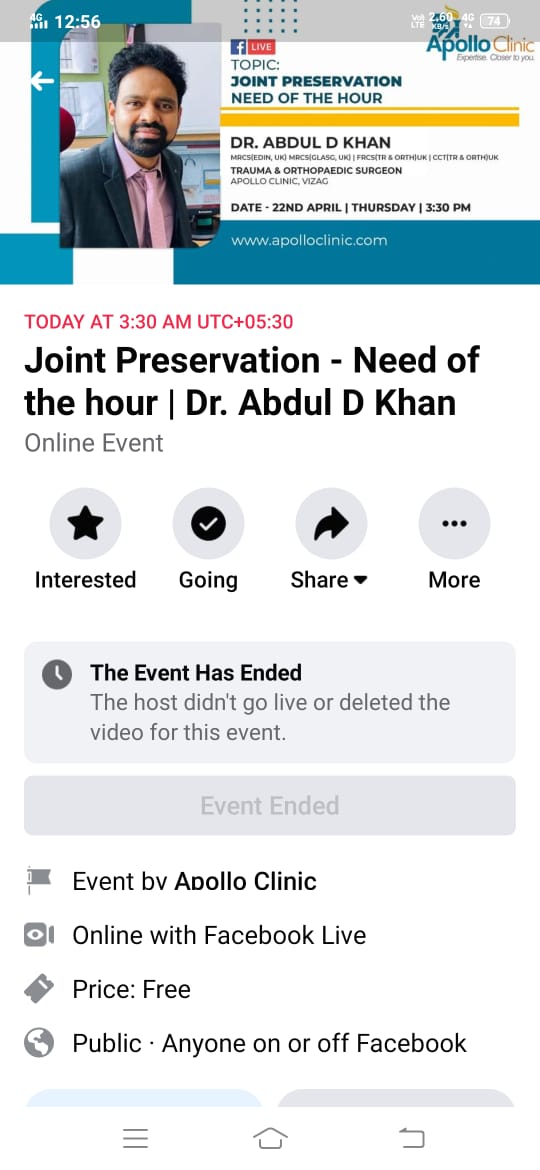 4G 12:56 Vo) LTE 2.60 KB/s 4G 74
f LIVE
Apollo Clinic
Expertise. Closer to you.
TOPIC:
JOINT PRESERVATION
NEED OF THE HOUR
DR. ABDUL D KHAN
MRCS(EDIN, UK) MRCS(GLASG, UK) | FRCS(TR & ORTH)UK | CCT(TR & ORTH)UK
TRAUMA & ORTHOPAEDIC SURGEON
APOLLO CLINIC, VIZAG
DATE - 22ND APRIL | THURSDAY | 3:30 PM
www.apolloclinic.com
TODAY AT 3:30 AM UTC+05:30
Joint Preservation - Need of
the hour | Dr. Abdul D Khan
Online Event
Interested Going Share More
The Event Has Ended
The host didn't go live or deleted the
video for this event.
Event Ended
Event by Apollo Clinic
Online with Facebook Live
Price: Free
Public · Anyone on or off Facebook